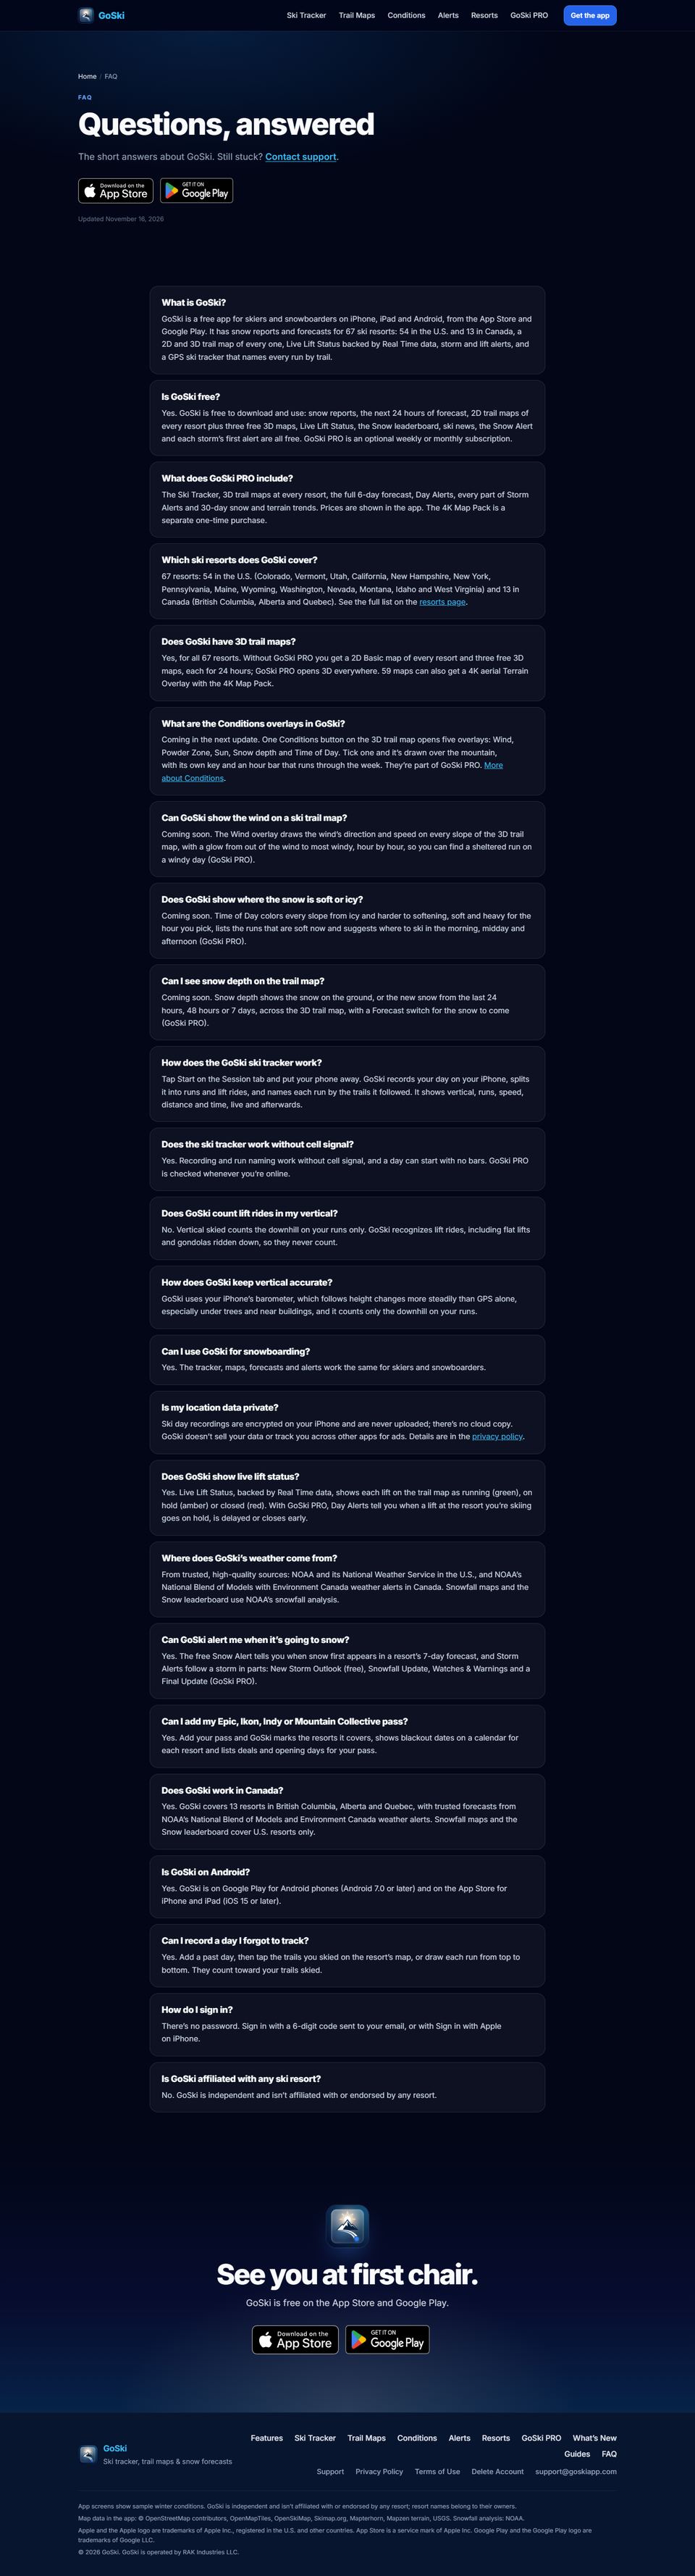 GoSki
Ski Tracker Trail Maps Conditions Alerts Resorts GoSki PRO Get the app
Home / FAQ
FAQ
Questions, answered
The short answers about GoSki. Still stuck? Contact support.
Download on the App Store GET IT ON Google Play
Updated November 16, 2026
What is GoSki?
GoSki is a free app for skiers and snowboarders on iPhone, iPad and Android, from the App Store and
Google Play. It has snow reports and forecasts for 67 ski resorts: 54 in the U.S. and 13 in Canada, a
2D and 3D trail map of every one, Live Lift Status backed by Real Time data, storm and lift alerts, and
a GPS ski tracker that names every run by trail.
Is GoSki free?
Yes. GoSki is free to download and use: snow reports, the next 24 hours of forecast, 2D trail maps of
every resort plus three free 3D maps, Live Lift Status, the Snow leaderboard, ski news, the Snow Alert
and each storm's first alert are all free. GoSki PRO is an optional weekly or monthly subscription.
What does GoSki PRO include?
The Ski Tracker, 3D trail maps at every resort, the full 6-day forecast, Day Alerts, every part of Storm
Alerts and 30-day snow and terrain trends. Prices are shown in the app. The 4K Map Pack is a
separate one-time purchase.
Which ski resorts does GoSki cover?
67 resorts: 54 in the U.S. (Colorado, Vermont, Utah, California, New Hampshire, New York,
Pennsylvania, Maine, Wyoming, Washington, Nevada, Montana, Idaho and West Virginia) and 13 in
Canada (British Columbia, Alberta and Quebec). See the full list on the resorts page.
Does GoSki have 3D trail maps?
Yes, for all 67 resorts. Without GoSki PRO you get a 2D Basic map of every resort and three free 3D
maps, each for 24 hours; GoSki PRO opens 3D everywhere. 59 maps can also get a 4K aerial Terrain
Overlay with the 4K Map Pack.
What are the Conditions overlays in GoSki?
Coming in the next update. One Conditions button on the 3D trail map opens five overlays: Wind,
Powder Zone, Sun, Snow depth and Time of Day. Tick one and it's drawn over the mountain,
with its own key and an hour bar that runs through the week. They're part of GoSki PRO. More
about Conditions.
Can GoSki show the wind on a ski trail map?
Coming soon. The Wind overlay draws the wind's direction and speed on every slope of the 3D trail
map, with a glow from out of the wind to most windy, hour by hour, so you can find a sheltered run on
a windy day (GoSki PRO).
Does GoSki show where the snow is soft or icy?
Coming soon. Time of Day colors every slope from icy and harder to softening, soft and heavy for the
hour you pick, lists the runs that are soft now and suggests where to ski in the morning, midday and
afternoon (GoSki PRO).
Can I see snow depth on the trail map?
Coming soon. Snow depth shows the snow on the ground, or the new snow from the last 24
hours, 48 hours or 7 days, across the 3D trail map, with a Forecast switch for the snow to come
(GoSki PRO).
How does the GoSki ski tracker work?
Tap Start on the Session tab and put your phone away. GoSki records your day on your iPhone, splits
it into runs and lift rides, and names each run by the trails it followed. It shows vertical, runs, speed,
distance and time, live and afterwards.
Does the ski tracker work without cell signal?
Yes. Recording and run naming work without cell signal, and a day can start with no bars. GoSki PRO
is checked whenever you're online.
Does GoSki count lift rides in my vertical?
No. Vertical skied counts the downhill on your runs only. GoSki recognizes lift rides, including flat lifts
and gondolas ridden down, so they never count.
How does GoSki keep vertical accurate?
GoSki uses your iPhone's barometer, which follows height changes more steadily than GPS alone,
especially under trees and near buildings, and it counts only the downhill on your runs.
Can I use GoSki for snowboarding?
Yes. The tracker, maps, forecasts and alerts work the same for skiers and snowboarders.
Is my location data private?
Ski day recordings are encrypted on your iPhone and are never uploaded; there's no cloud copy.
GoSki doesn't sell your data or track you across other apps for ads. Details are in the privacy policy.
Does GoSki show live lift status?
Yes. Live Lift Status, backed by Real Time data, shows each lift on the trail map as running (green), on
hold (amber) or closed (red). With GoSki PRO, Day Alerts tell you when a lift at the resort you're skiing
goes on hold, is delayed or closes early.
Where does GoSki's weather come from?
From trusted, high-quality sources: NOAA and its National Weather Service in the U.S., and NOAA's
National Blend of Models with Environment Canada weather alerts in Canada. Snowfall maps and the
Snow leaderboard use NOAA's snowfall analysis.
Can GoSki alert me when it's going to snow?
Yes. The free Snow Alert tells you when snow first appears in a resort's 7-day forecast, and Storm
Alerts follow a storm in parts: New Storm Outlook (free), Snowfall Update, Watches & Warnings and a
Final Update (GoSki PRO).
Can I add my Epic, Ikon, Indy or Mountain Collective pass?
Yes. Add your pass and GoSki marks the resorts it covers, shows blackout dates on a calendar for
each resort and lists deals and opening days for your pass.
Does GoSki work in Canada?
Yes. GoSki covers 13 resorts in British Columbia, Alberta and Quebec, with trusted forecasts from
NOAA's National Blend of Models and Environment Canada weather alerts. Snowfall maps and the
Snow leaderboard cover U.S. resorts only.
Is GoSki on Android?
Yes. GoSki is on Google Play for Android phones (Android 7.0 or later) and on the App Store for
iPhone and iPad (iOS 15 or later).
Can I record a day I forgot to track?
Yes. Add a past day, then tap the trails you skied on the resort's map, or draw each run from top to
bottom. They count toward your trails skied.
How do I sign in?
There's no password. Sign in with a 6-digit code sent to your email, or with Sign in with Apple
on iPhone.
Is GoSki affiliated with any ski resort?
No. GoSki is independent and isn't affiliated with or endorsed by any resort.
See you at first chair.
GoSki is free on the App Store and Google Play.
Download on the App Store GET IT ON Google Play
GoSki
Ski tracker, trail maps & snow forecasts
Features Ski Tracker Trail Maps Conditions Alerts Resorts GoSki PRO What's New
Guides FAQ
Support Privacy Policy Terms of Use Delete Account support@goskiapp.com
App screens show sample winter conditions. GoSki is independent and isn't affiliated with or endorsed by any resort; resort names belong to their owners.
Map data in the app: © OpenStreetMap contributors, OpenMapTiles, OpenSkiMap, Skimap.org, Mapterhorn, Mapzen terrain, USGS. Snowfall analysis: NOAA.
Apple and the Apple logo are trademarks of Apple Inc., registered in the U.S. and other countries. App Store is a service mark of Apple Inc. Google Play and the Google Play logo are
trademarks of Google LLC.
© 2026 GoSki. GoSki is operated by RAK Industries LLC.